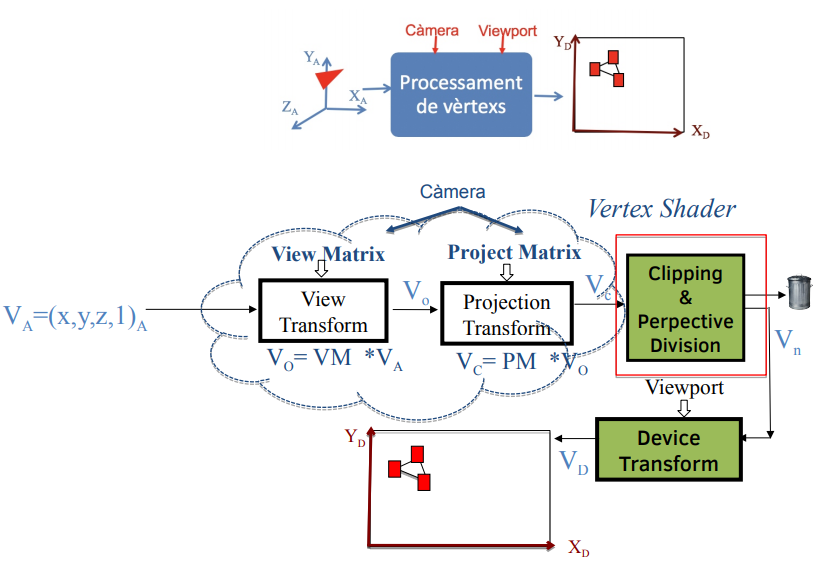 Càmera
Viewport
Y_A
X_A
Z_A
Processament
de vèrtexs
Y_D
X_D
Càmera
Vertex Shader
View Matrix
Project Matrix
V_A=(x,y,z,1)_A
View
Transform
V_o
Projection
Transform
V_c
Clipping
&
Perpective
Division
V_n
V_O= VM *V_A
V_C= PM *V_O
Viewport
Device
Transform
V_D
Y_D
X_D